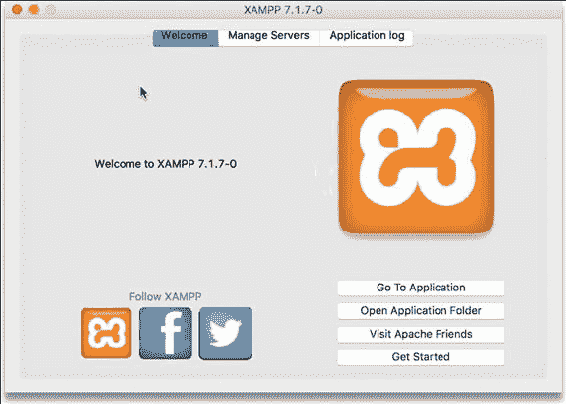 XAMPP 7.1.7-0
Welcome
Manage Servers
Application log
Welcome to XAMPP 7.1.7-0
Follow XAMPP
Go To Application
Open Application Folder
Visit Apache Friends
Get Started